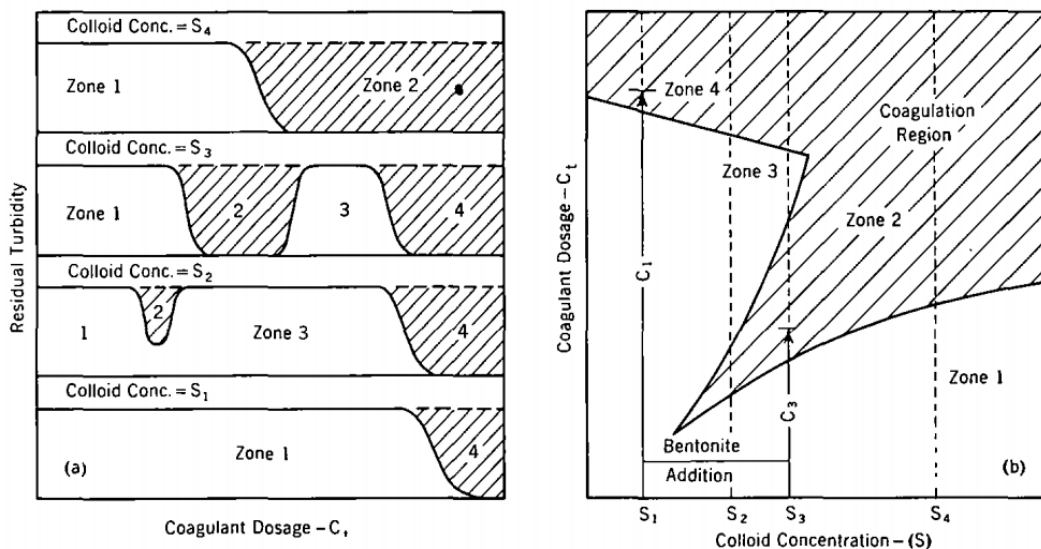 Colloid Conc. = S₄
Zone 1
Zone 2
Colloid Conc. = S₃
Zone 1
2
3
4
Colloid Conc. = S₂
1
2
Zone 3
4
Colloid Conc. = S₁
(a)
Zone 1
4
Residual Turbidity
Coagulant Dosage – Cₜ
Zone 4
Coagulation
Region
Zone 3
Zone 2
C₁
C₃
Zone 1
Bentonite
Addition
(b)
S₁
S₂
S₃
S₄
Coagulant Dosage – Cₜ
Colloid Concentration – (S)